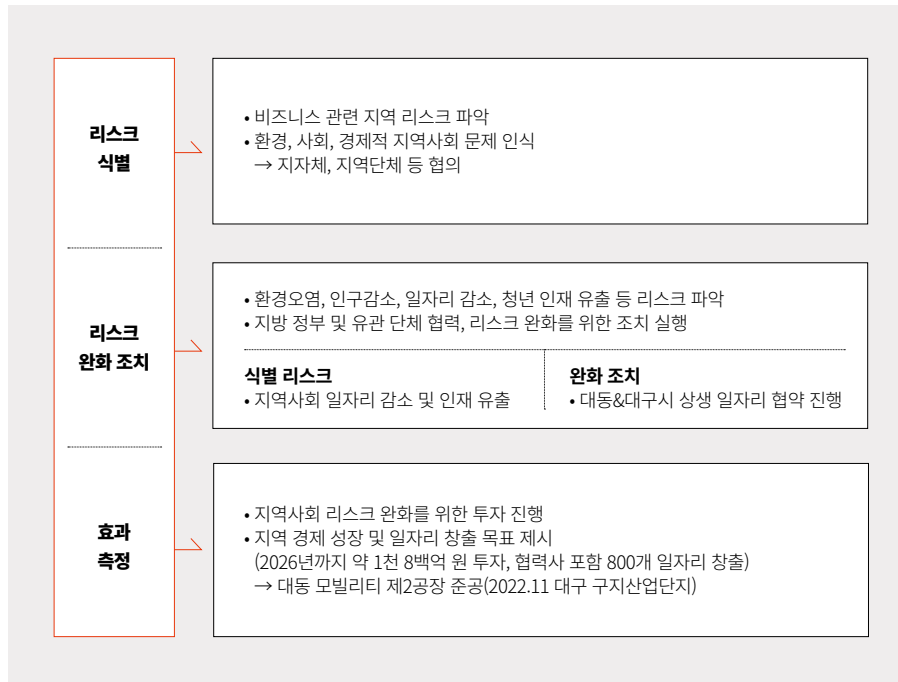 리스크
식별
• 비즈니스 관련 지역 리스크 파악
• 환경, 사회, 경제적 지역사회 문제 인식
→ 지자체, 지역단체 등 협의
리스크
완화 조치
• 환경오염, 인구감소, 일자리 감소, 청년 인재 유출 등 리스크 파악
• 지방 정부 및 유관 단체 협력, 리스크 완화를 위한 조치 실행
식별 리스크
• 지역사회 일자리 감소 및 인재 유출
완화 조치
• 대동&대구시 상생 일자리 협약 진행
효과
측정
• 지역사회 리스크 완화를 위한 투자 진행
• 지역 경제 성장 및 일자리 창출 목표 제시
(2026년까지 약 1천 8백억 원 투자, 협력사 포함 800개 일자리 창출)
→ 대동 모빌리티 제2공장 준공(2022.11 대구 구지산업단지)